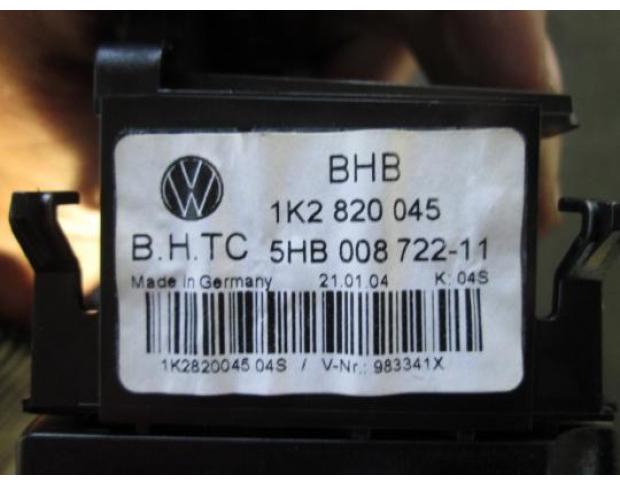 BHB
1K2 820 045
B.H.TC 5HB 008 722-11
Made in Germany 21.01.04 K: 04S
1K2820045 04S / V-Nr.: 983341X